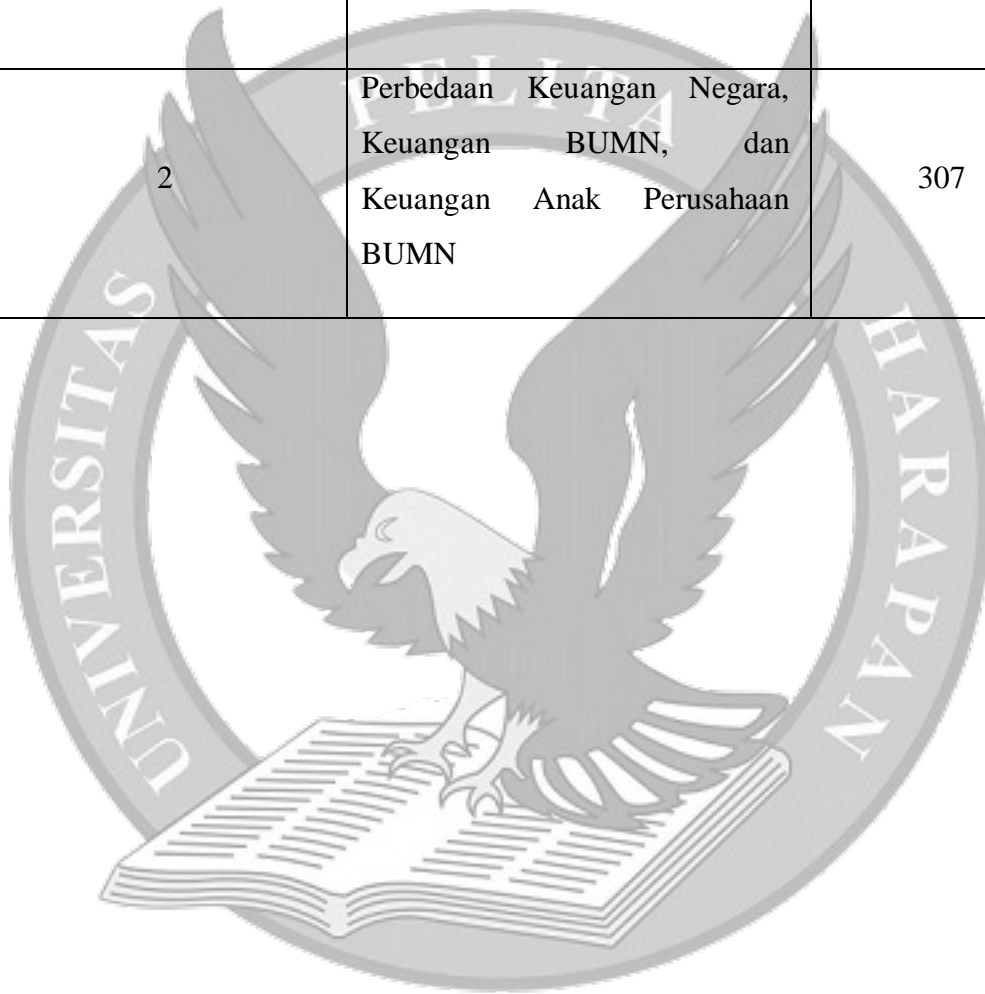 2
Perbedaan Keuangan Negara,
Keuangan BUMN, dan
Keuangan Anak Perusahaan
BUMN
307
UNIVERSITAS PELITA HARAPAN